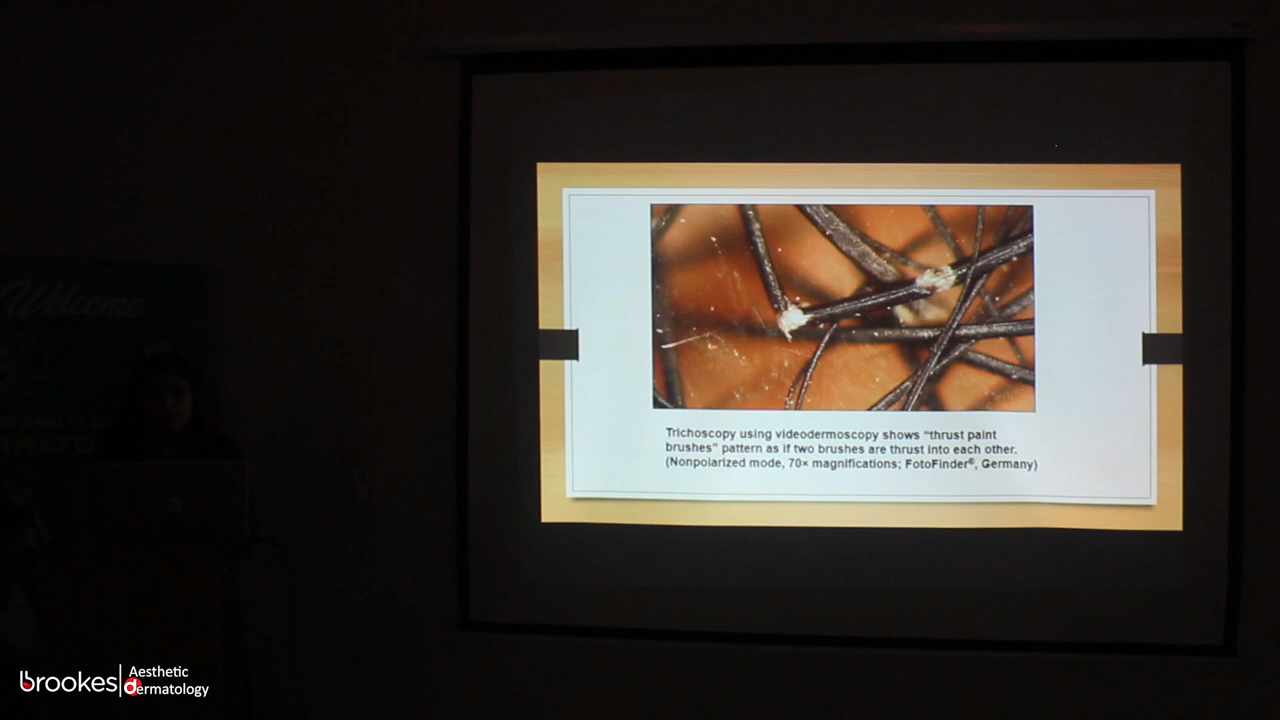 Welcome
Trichoscopy using videodermoscopy shows "thrust paint
brushes" pattern as if two brushes are thrust into each other.
(Nonpolarized mode, 70× magnifications; FotoFinder®, Germany)
brookes Aesthetic
dermatology